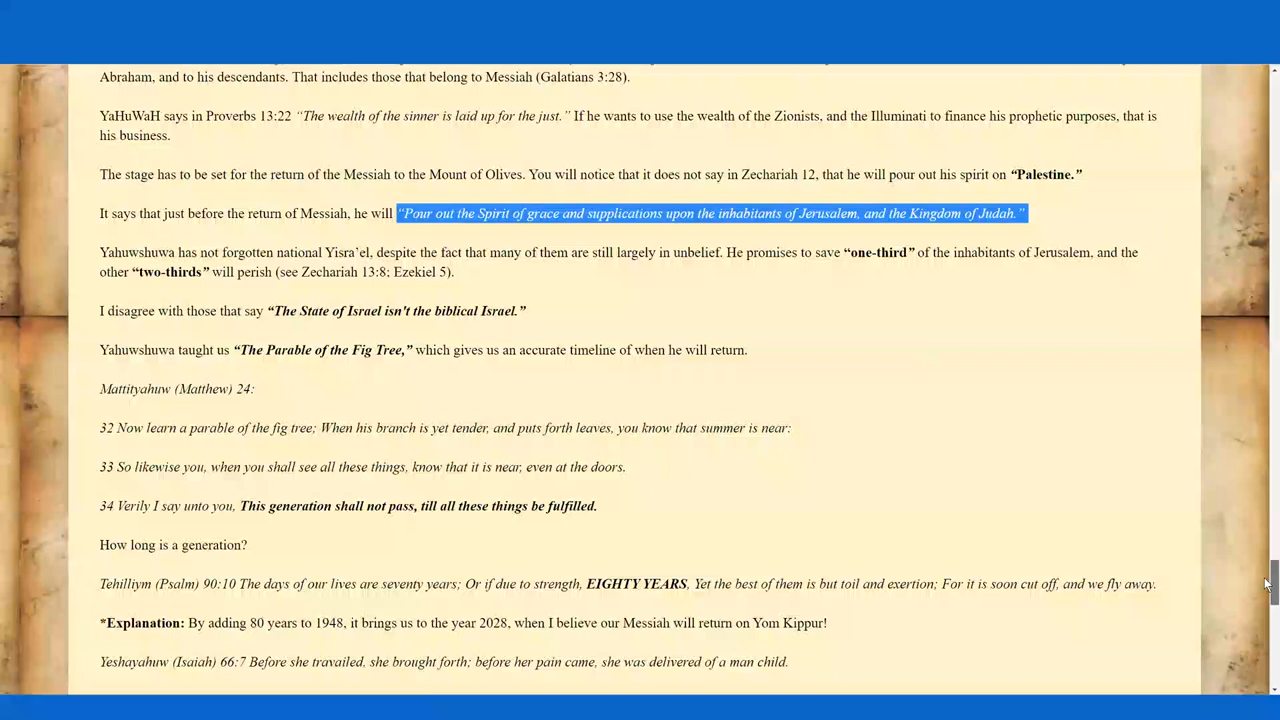 Abraham, and to his descendants. That includes those that belong to Messiah (Galatians 3:28).
YaHuWaH says in Proverbs 13:22 “The wealth of the sinner is laid up for the just.” If he wants to use the wealth of the Zionists, and the Illuminati to finance his prophetic purposes, that is
his business.
The stage has to be set for the return of the Messiah to the Mount of Olives. You will notice that it does not say in Zechariah 12, that he will pour out his spirit on “Palestine.”
It says that just before the return of Messiah, he will “Pour out the Spirit of grace and supplications upon the inhabitants of Jerusalem, and the Kingdom of Judah.”
Yahuwshuwa has not forgotten national Yisra’el, despite the fact that many of them are still largely in unbelief. He promises to save “one-third” of the inhabitants of Jerusalem, and the
other “two-thirds” will perish (see Zechariah 13:8; Ezekiel 5).
I disagree with those that say “The State of Israel isn't the biblical Israel.”
Yahuwshuwa taught us “The Parable of the Fig Tree,” which gives us an accurate timeline of when he will return.
Mattityahuw (Matthew) 24:
32 Now learn a parable of the fig tree; When his branch is yet tender, and puts forth leaves, you know that summer is near:
33 So likewise you, when you shall see all these things, know that it is near, even at the doors.
34 Verily I say unto you, This generation shall not pass, till all these things be fulfilled.
How long is a generation?
Tehilliym (Psalm) 90:10 The days of our lives are seventy years; Or if due to strength, EIGHTY YEARS, Yet the best of them is but toil and exertion; For it is soon cut off, and we fly away.
*Explanation: By adding 80 years to 1948, it brings us to the year 2028, when I believe our Messiah will return on Yom Kippur!
Yeshayahuw (Isaiah) 66:7 Before she travailed, she brought forth; before her pain came, she was delivered of a man child.